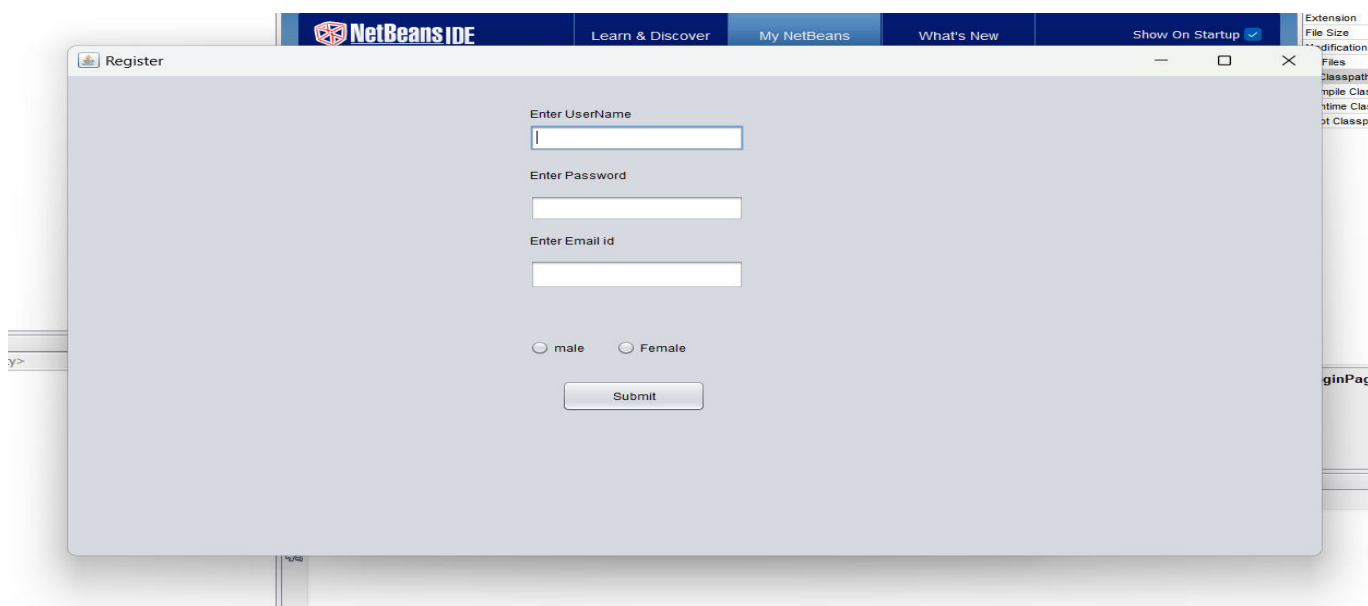 NetBeans IDE
Learn & Discover
My NetBeans
What's New
Show On Startup
Extension
File Size
Files
Register
Enter UserName
Enter Password
Enter Email id
male
Female
Submit